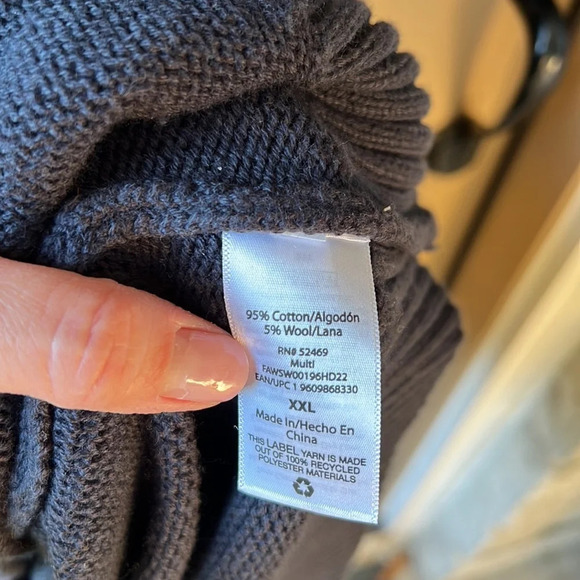 95% Cotton/Algodón
5% Wool/Lana
RN# 52469
Multi
FAWSW00196HD22
EAN/UPC 1 9609868330
XXL
Made In/Hecho En
China
THIS LABEL YARN IS MADE
OUT OF 100% RECYCLED
POLYESTER MATERIALS